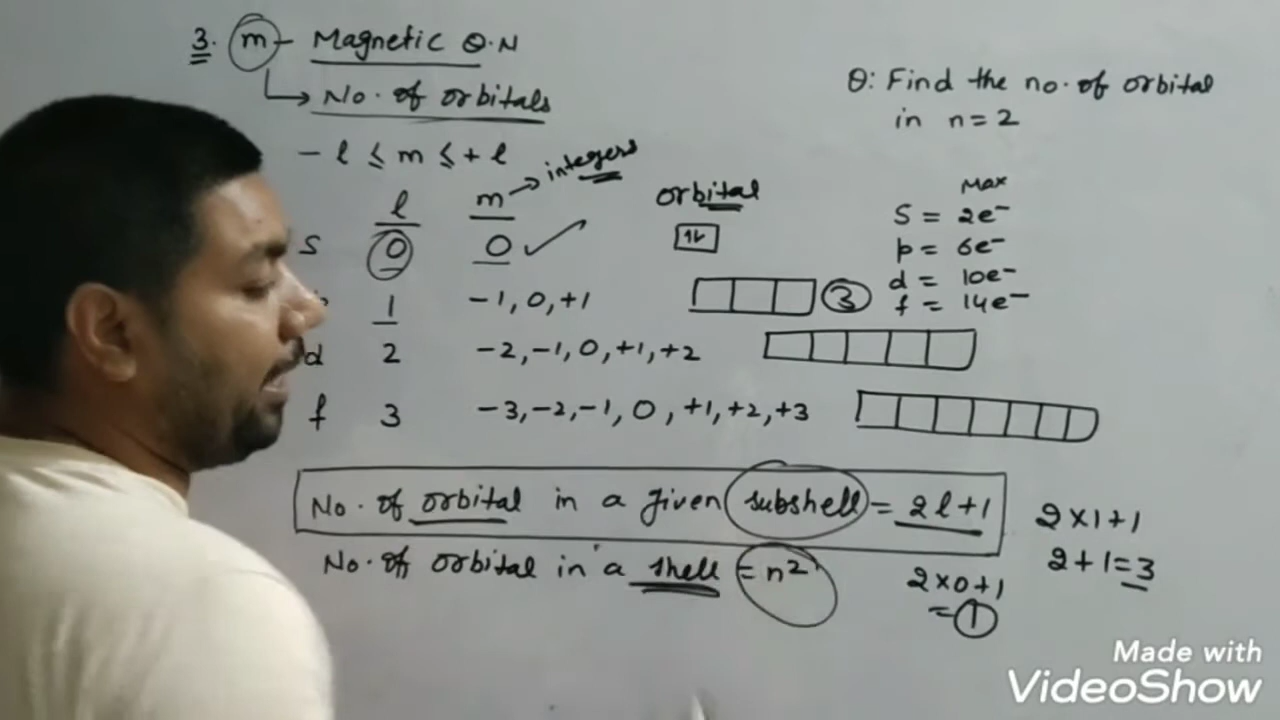 3. m - Magnetic Q.N
No. of orbitals
- l ≤ m ≤ + l
l m → integers orbital
s 0 0 ✓ 1↓
1 -1, 0, +1 3
d 2 -2, -1, 0, +1, +2
f 3 -3, -2, -1, 0, +1, +2, +3
No. of orbital in a given subshell = 2l+1
No. of orbital in a shell = n²
Q: Find the no. of orbital
in n=2
Max
S = 2e⁻
p = 6e⁻
d = 10e⁻
f = 14e⁻
2×1+1
2+1=3
2×0+1
=1
Made with
VideoShow